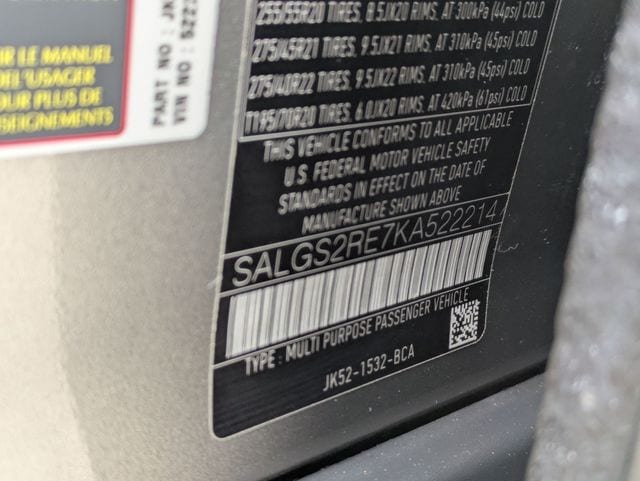 255/55R20 TIRES, 8.5JX20 RIMS, AT 300kPa (44psi) COLD
275/45R21 TIRES, 9.5JX21 RIMS, AT 310kPa (45psi) COLD
275/40R22 TIRES, 9.5JX22 RIMS, AT 310kPa (45psi) COLD
T195/70R20 TIRES, 6.0JX20 RIMS, AT 420kPa (61psi) COLD
THIS VEHICLE CONFORMS TO ALL APPLICABLE
U.S. FEDERAL MOTOR VEHICLE SAFETY
STANDARDS IN EFFECT ON THE DATE OF
MANUFACTURE SHOWN ABOVE
SALGS2RE7KA522214
TYPE : MULTI PURPOSE PASSENGER VEHICLE
JK52-1532-BCA
UR LE MANUEL
DEL'USAGER
OUR PLUS DE
SEIGNEMENTS
PART NO: JK
VIN NO: 522